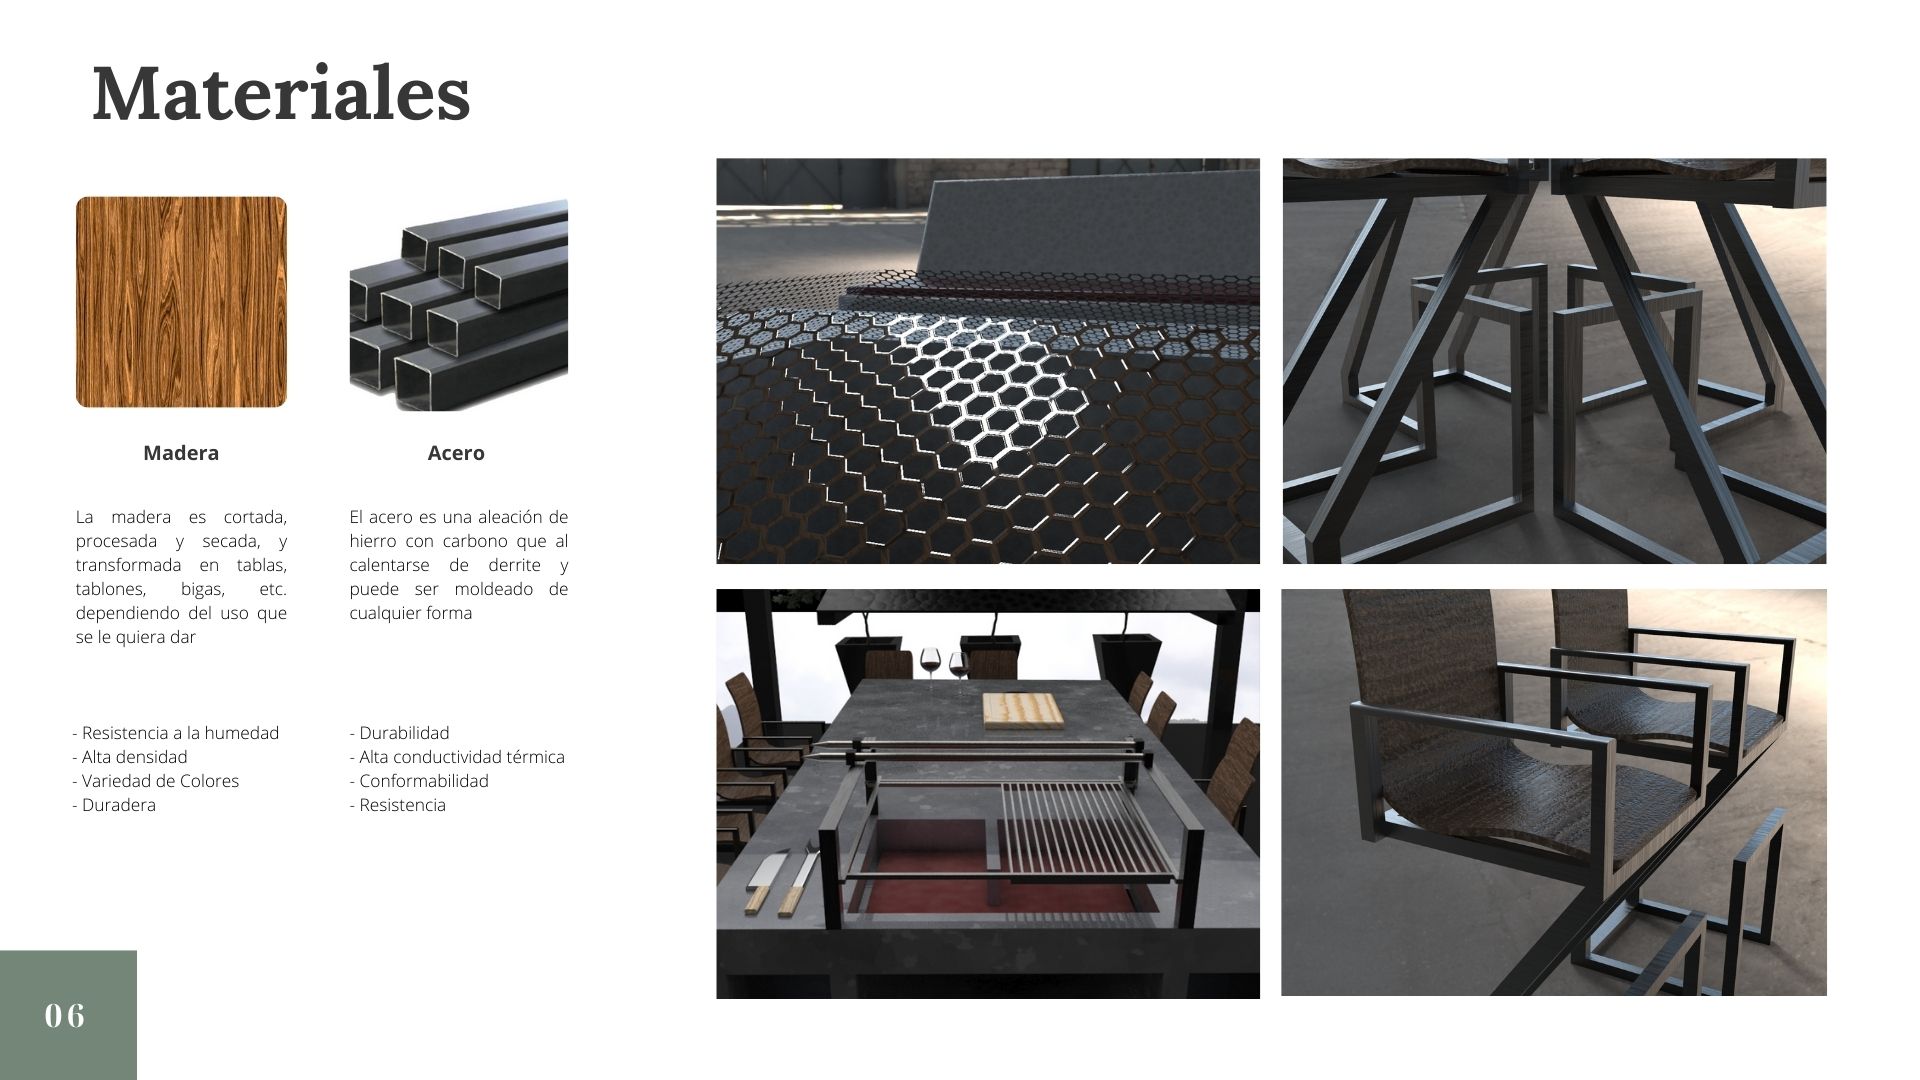 Materiales
Madera
La madera es cortada,
procesada y secada, y
transformada en tablas,
tablones, bigas, etc.
dependiendo del uso que
se le quiera dar
- Resistencia a la humedad
- Alta densidad
- Variedad de Colores
- Duradera
Acero
El acero es una aleación de
hierro con carbono que al
calentarse de derrite y
puede ser moldeado de
cualquier forma
- Durabilidad
- Alta conductividad térmica
- Conformabilidad
- Resistencia
06